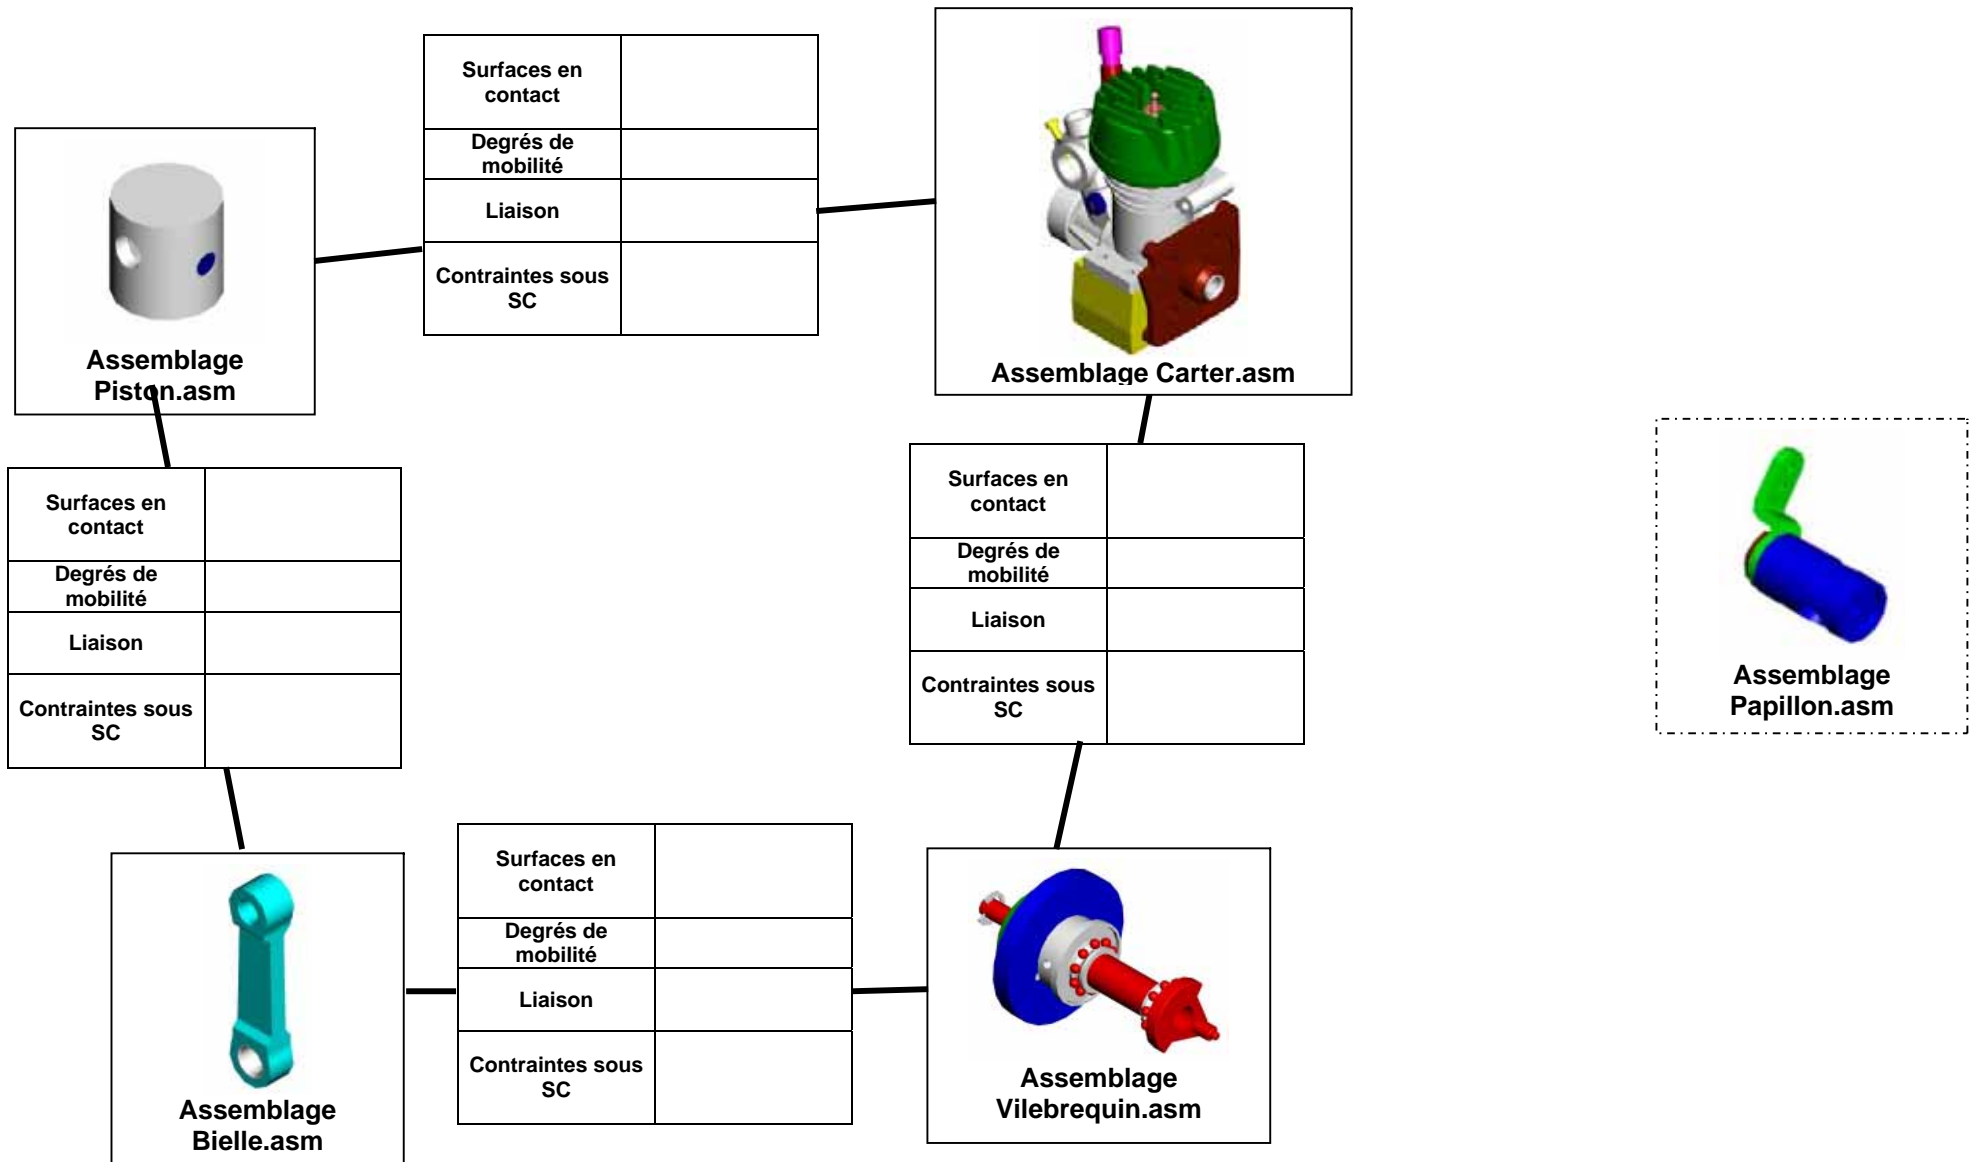 Surfaces en
contact
Degrés de
mobilité
Liaison
Contraintes sous
SC
Assemblage
Piston.asm
Assemblage Carter.asm
Surfaces en
contact
Degrés de
mobilité
Liaison
Contraintes sous
SC
Surfaces en
contact
Degrés de
mobilité
Liaison
Contraintes sous
SC
Assemblage
Papillon.asm
Surfaces en
contact
Degrés de
mobilité
Liaison
Contraintes sous
SC
Assemblage
Bielle.asm
Assemblage
Vilebrequin.asm